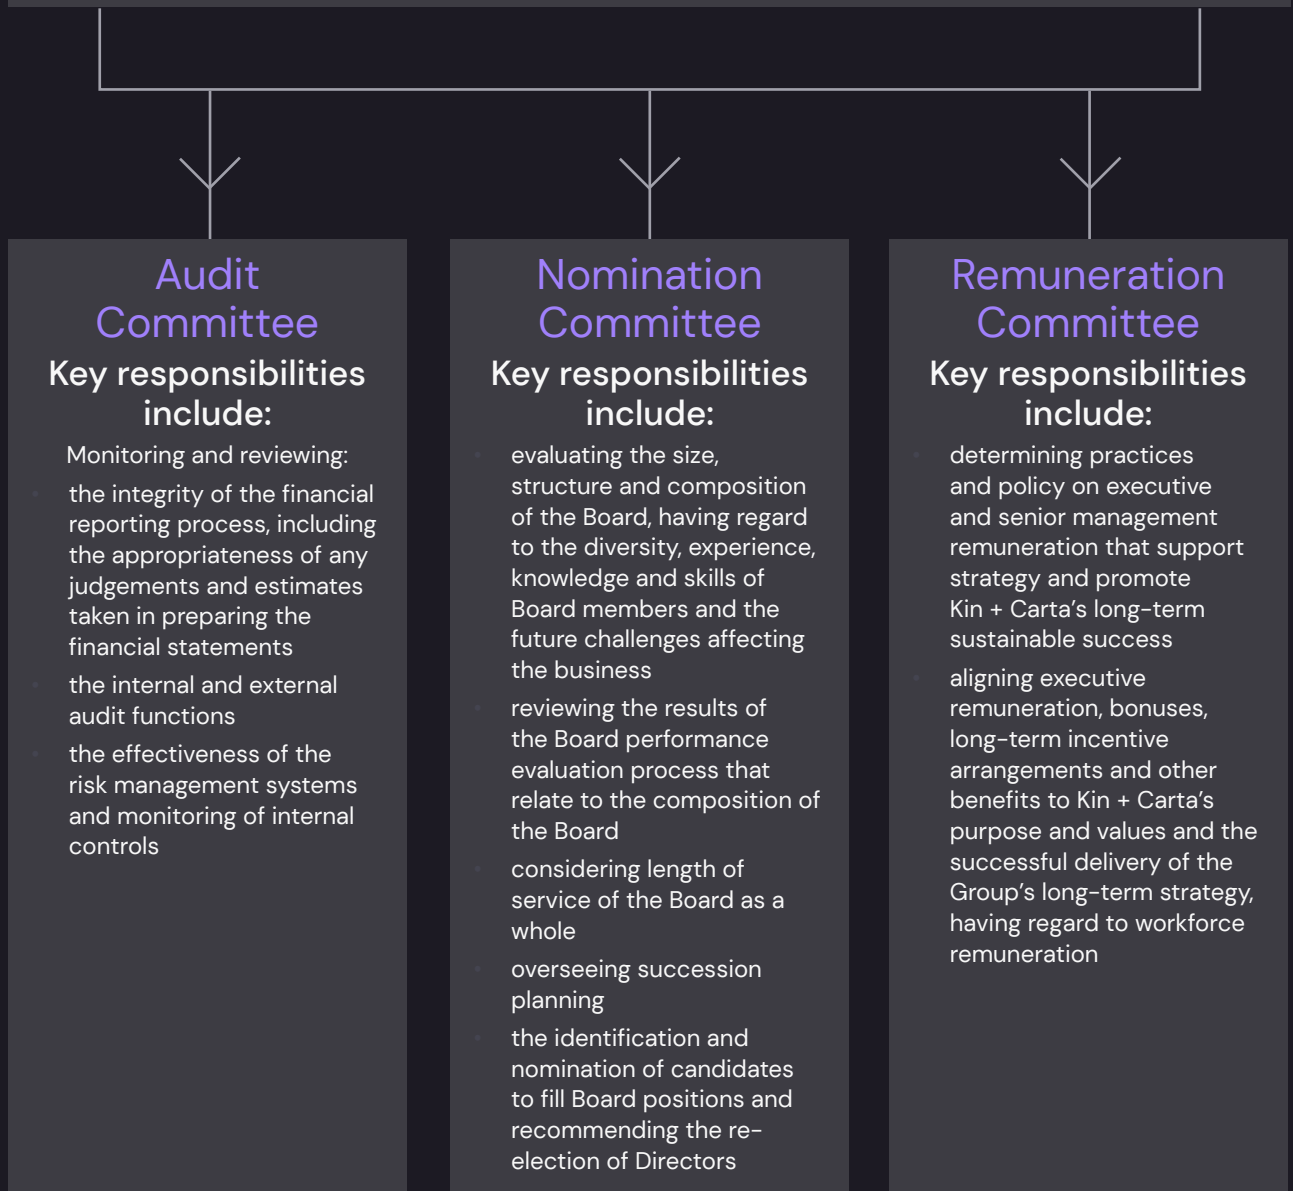 Audit
Committee
Key responsibilities
include:
Monitoring and reviewing:
the integrity of the financial
reporting process, including
the appropriateness of any
judgements and estimates
taken in preparing the
financial statements
the internal and external
audit functions
the effectiveness of the
risk management systems
and monitoring of internal
controls
Nomination
Committee
Key responsibilities
include:
evaluating the size,
structure and composition
of the Board, having regard
to the diversity, experience,
knowledge and skills of
Board members and the
future challenges affecting
the business
reviewing the results of
the Board performance
evaluation process that
relate to the composition of
the Board
considering length of
service of the Board as a
whole
overseeing succession
planning
the identification and
nomination of candidates
to fill Board positions and
recommending the re-
election of Directors
Remuneration
Committee
Key responsibilities
include:
determining practices
and policy on executive
and senior management
remuneration that support
strategy and promote
Kin + Carta’s long-term
sustainable success
aligning executive
remuneration, bonuses,
long-term incentive
arrangements and other
benefits to Kin + Carta’s
purpose and values and the
successful delivery of the
Group’s long-term strategy,
having regard to workforce
remuneration